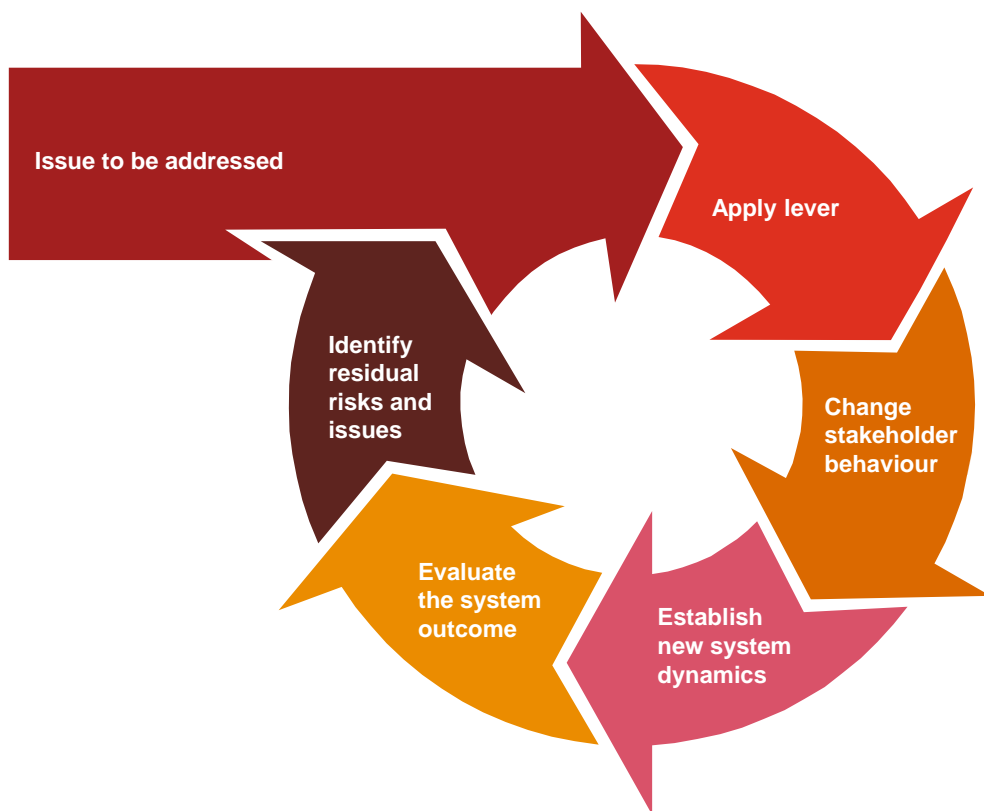 Issue to be addressed
Apply lever
Change
stakeholder
behaviour
Establish
new system
dynamics
Evaluate
the system
outcome
Identify
residual
risks and
issues